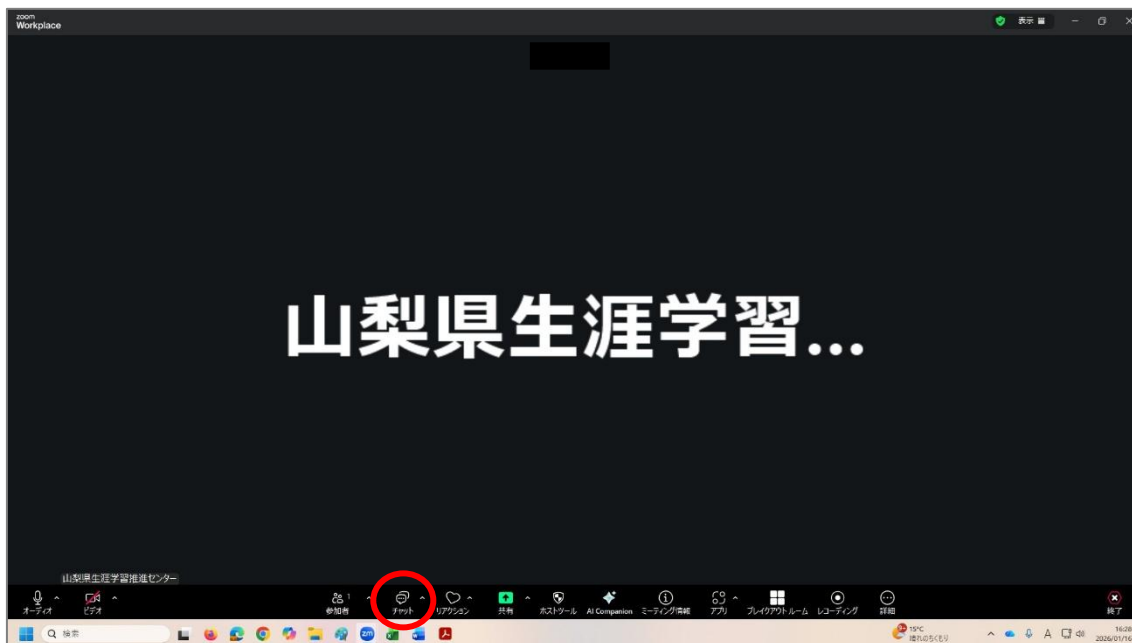 zoom
Workplace
表示
山梨県生涯学習...
山梨県生涯学習推進センター
オーディオ
ビデオ
参加者
1
チャット
リアクション
共有
ホストツール
AI Companion
ミーティング情報
アプリ
ブレイクアウトルーム
レコーディング
詳細
終了
検索
15°C
晴れのちくもり
A
16:28
2026/01/16